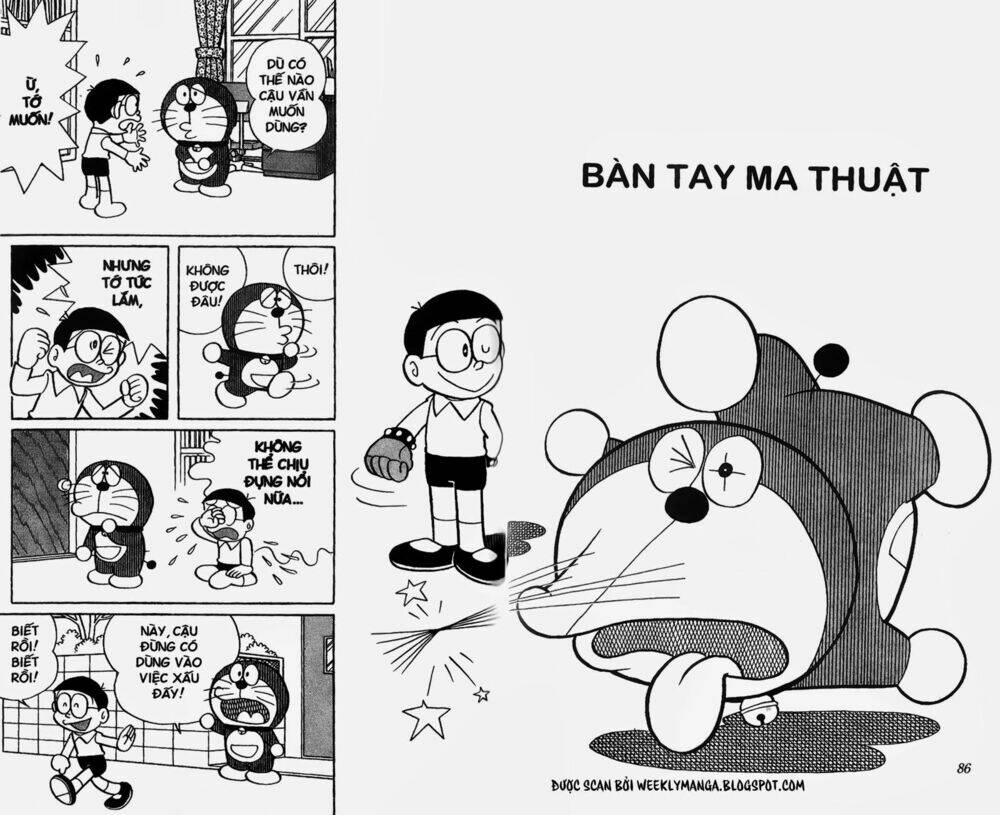 BÀN TAY MA THUẬT
86
ĐƯỢC SCAN BỞI WEEKLYMANGA.BLOGSPOT.COM
DÙ CÓ
THẾ NÀO
CẬU VẪN
MUỐN
DÙNG?
Ừ,
TỚ
MUỐN!
THÔI!
KHÔNG
ĐƯỢC
ĐÂU!
NHƯNG
TỚ TỨC
LẮM,
KHÔNG
THỂ CHỊU
ĐỰNG NỔI
NỮA...
NÀY, CẬU
ĐỪNG CÓ
DÙNG VÀO
VIỆC XẤU
ĐẤY!
BIẾT
RỒI!
BIẾT
RỒI!